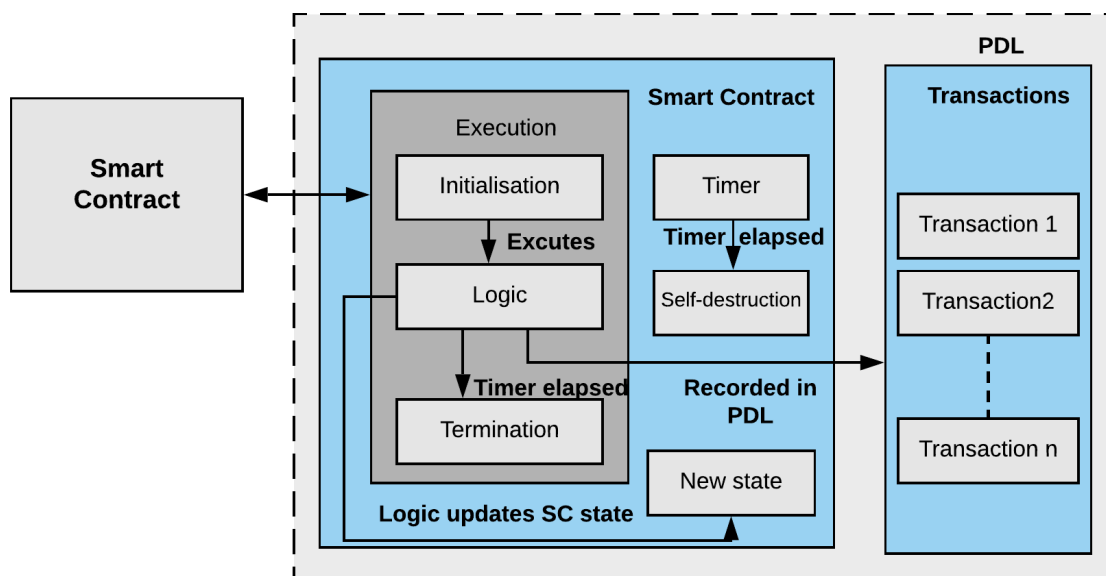 PDL
Smart
Contract
Smart Contract
Transactions
Execution
Initialisation
Timer
Excutes
Timer elapsed
Transaction 1
Logic
Self-destruction
Transaction2
Timer elapsed
Recorded in
PDL
Termination
Transaction n
New state
Logic updates SC state